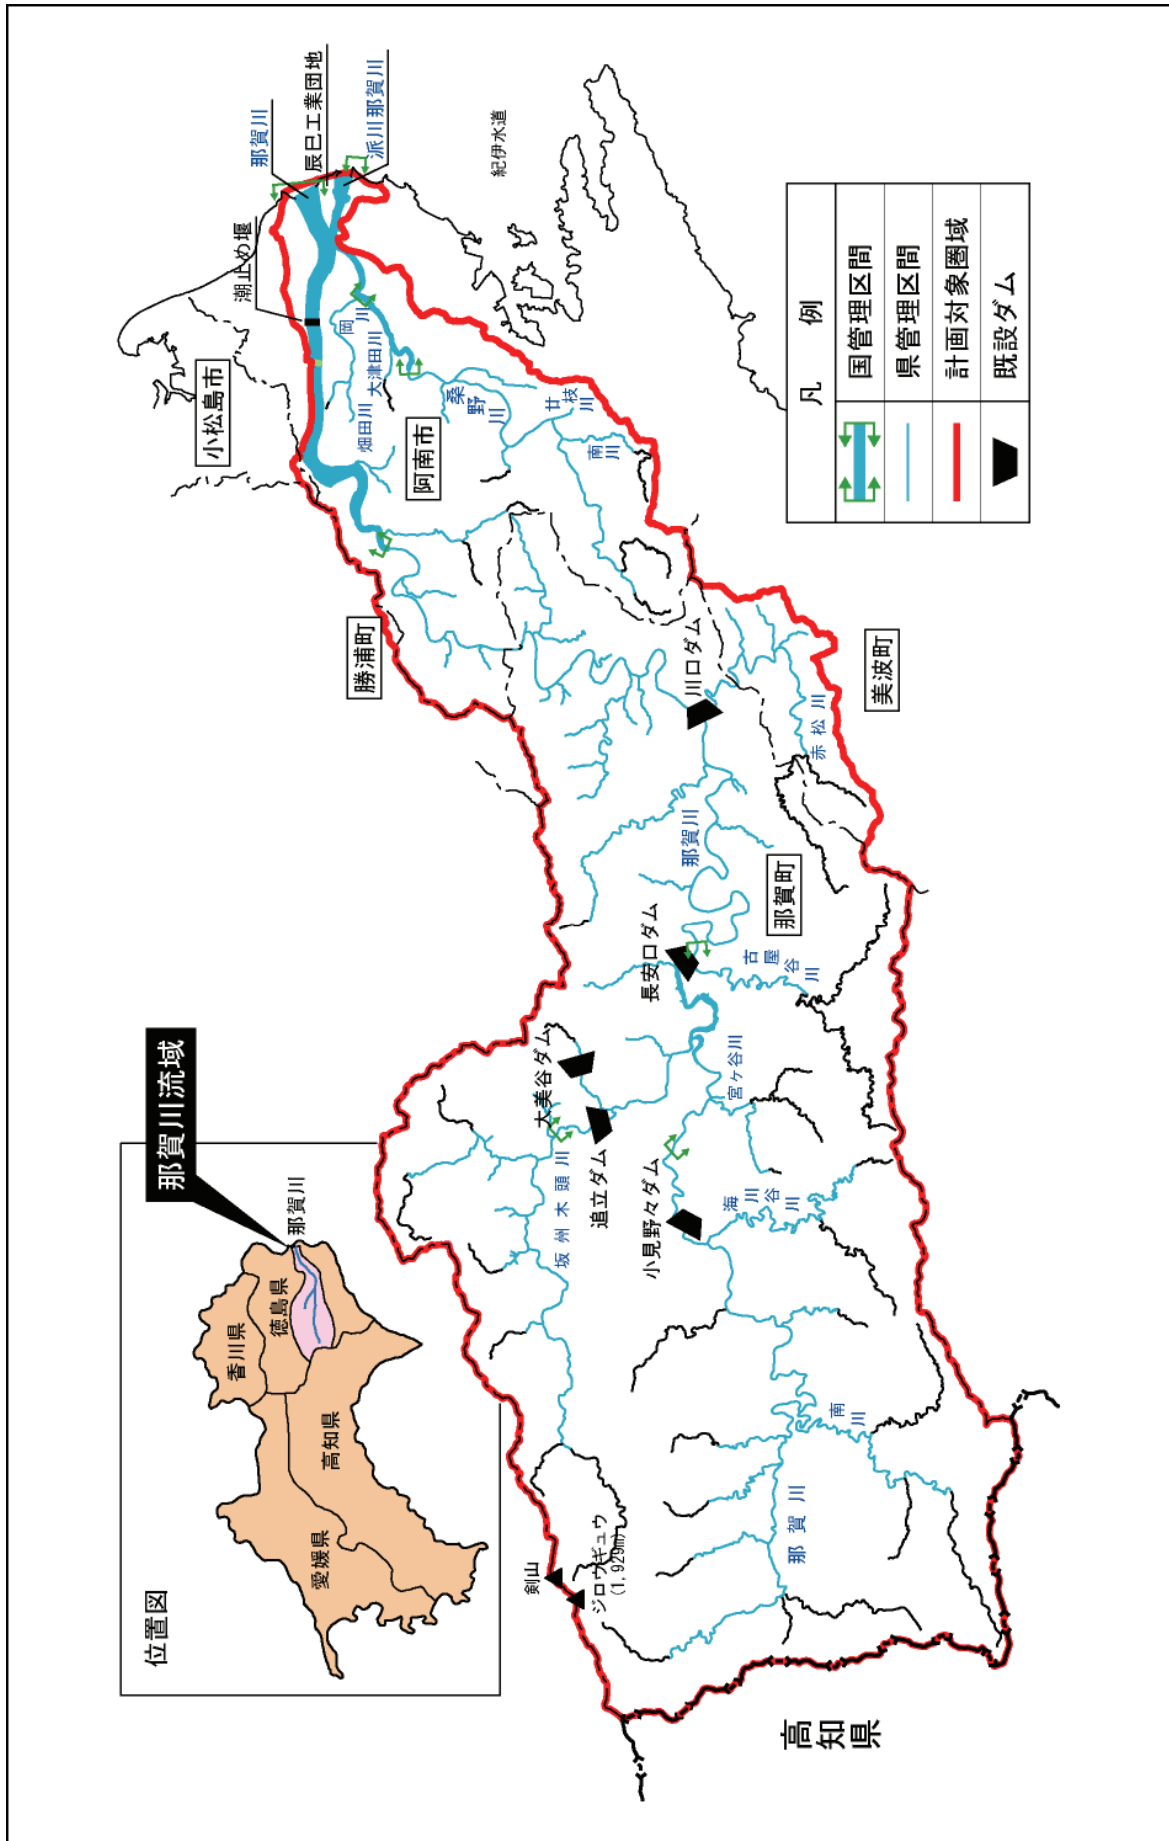 位置図
香川県
徳島県
愛媛県
高知県
那賀川
那賀川流域
小松島市
潮止め堰
那賀川
辰巳工業団地
派川那賀川
紀伊水道
岡川
大津田川
畑田川
阿南市
桑野川
廿枝川
南川
勝浦町
川口ダム
赤松川
美波町
那賀川
那賀町
長安口ダム
古屋谷川
大美谷ダム
追立ダム
宮ヶ谷川
坂州木頭川
小見野々ダム
海川谷川
南川
那賀川
剣山
ジロウギュウ
(1,929m)
高知県
凡 例
国管理区間
県管理区間
計画対象圏域
既設ダム